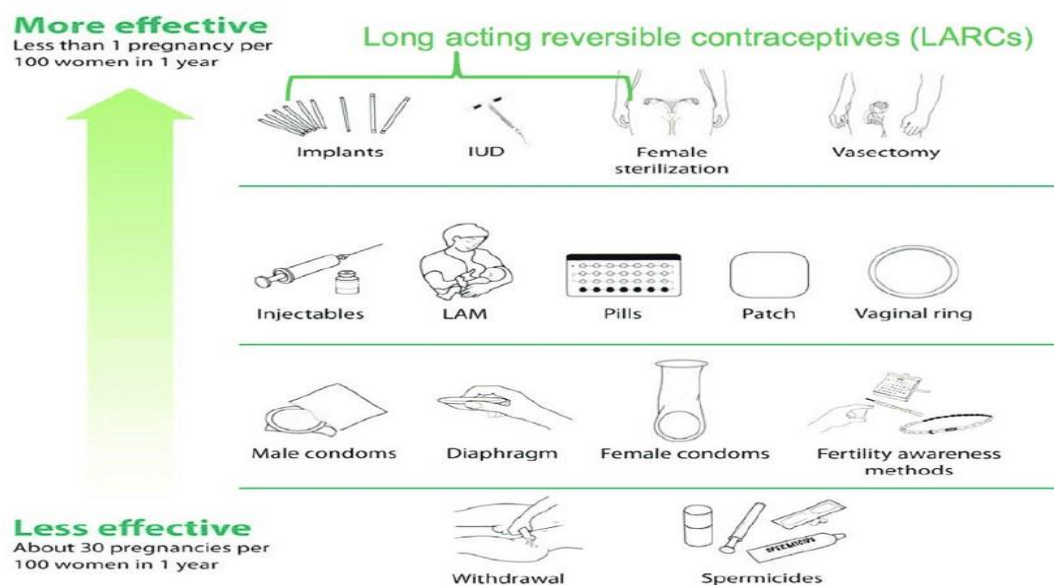 More effective
Less than 1 pregnancy per
100 women in 1 year
Long acting reversible contraceptives (LARCs)
Implants
IUD
Female
sterilization
Vasectomy
Injectables
LAM
Pills
Patch
Vaginal ring
Male condoms
Diaphragm
Female condoms
Fertility awareness
methods
Less effective
About 30 pregnancies per
100 women in 1 year
Withdrawal
SPERMICIDE
Spermicides